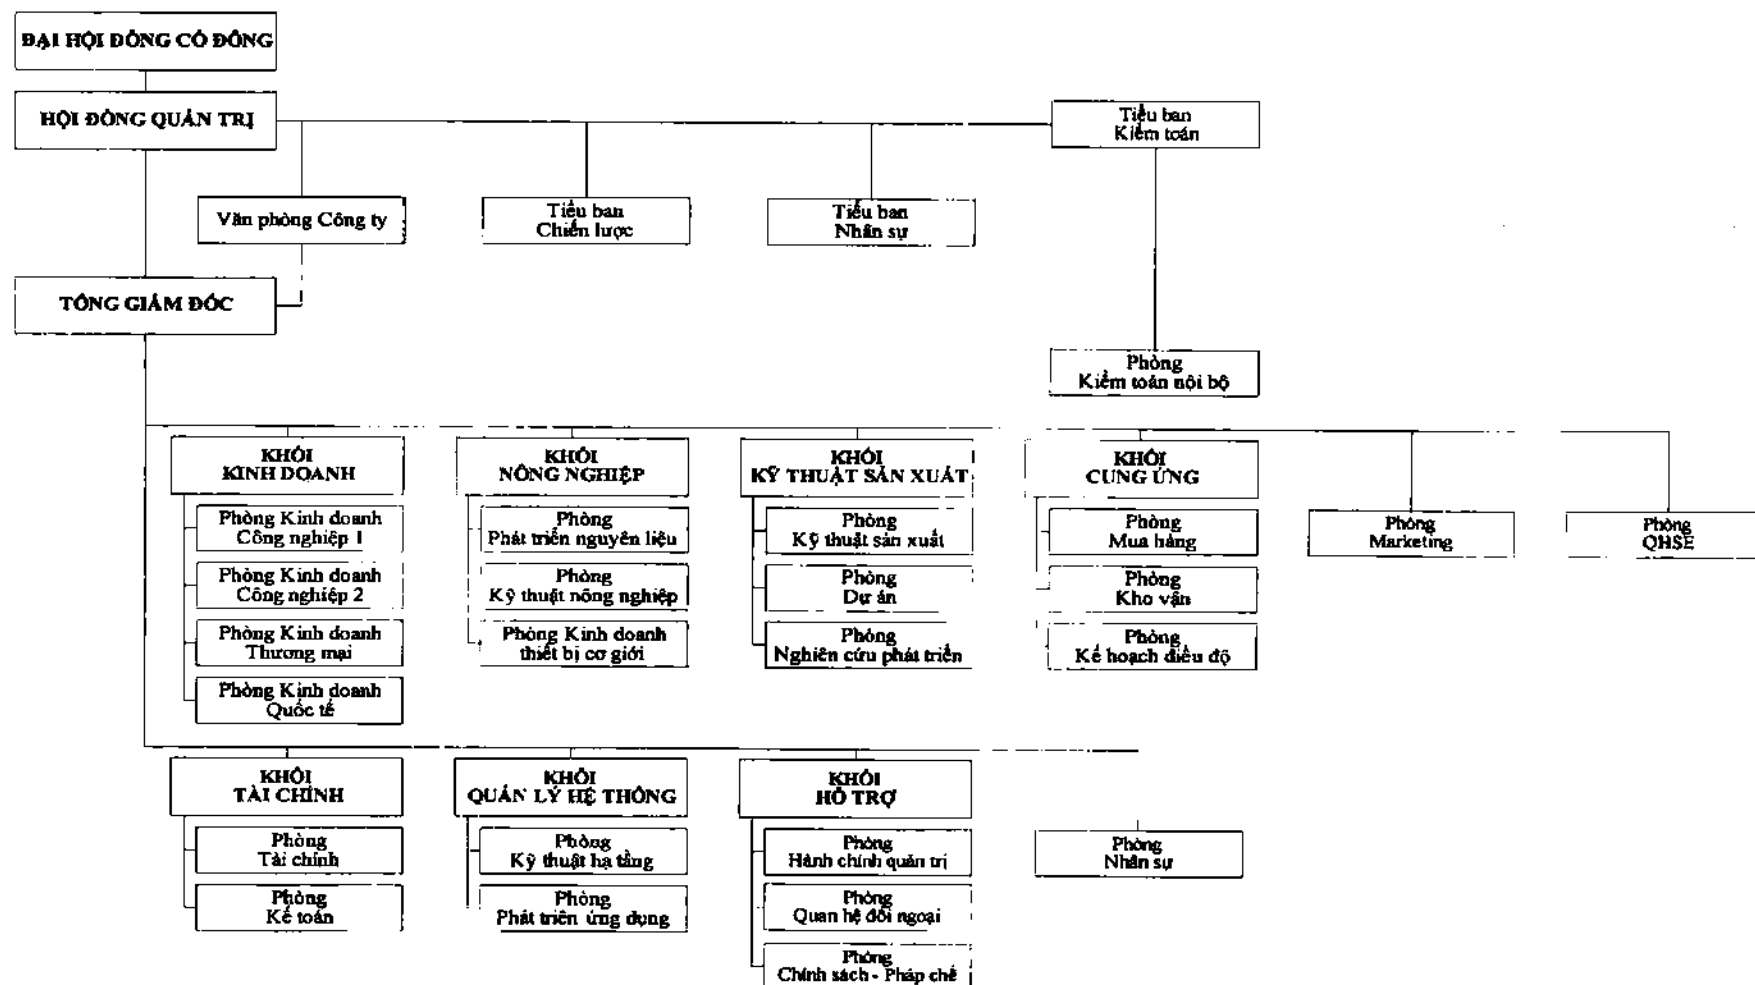 ĐẠI HỘI ĐỒNG CỔ ĐÔNG
HỘI ĐỒNG QUẢN TRỊ
Tiểu ban
Kiểm toán
Văn phòng Công ty
Tiểu ban
Chiến lược
Tiểu ban
Nhân sự
TỔNG GIÁM ĐỐC
Phòng
Kiểm toán nội bộ
KHỐI
KINH DOANH
KHỐI
NÔNG NGHIỆP
KHỐI
KỸ THUẬT SẢN XUẤT
KHỐI
CUNG ỨNG
Phòng Kinh doanh
Công nghiệp 1
Phòng
Phát triển nguyên liệu
Phòng
Kỹ thuật sản xuất
Phòng
Mua hàng
Phòng
Marketing
Phòng
QHSE
Phòng Kinh doanh
Công nghiệp 2
Phòng
Kỹ thuật nông nghiệp
Phòng
Dự án
Phòng
Kho vận
Phòng Kinh doanh
Thương mại
Phòng Kinh doanh
thiết bị cơ giới
Phòng
Nghiên cứu phát triển
Phòng
Kế hoạch điều độ
Phòng Kinh doanh
Quốc tế
KHỐI
TÀI CHÍNH
KHỐI
QUẢN LÝ HỆ THỐNG
KHỐI
HỖ TRỢ
Phòng
Tài chính
Phòng
Kỹ thuật hạ tầng
Phòng
Hành chính quản trị
Phòng
Nhân sự
Phòng
Kế toán
Phòng
Phát triển ứng dụng
Phòng
Quan hệ đối ngoại
Phòng
Chính sách - Pháp chế